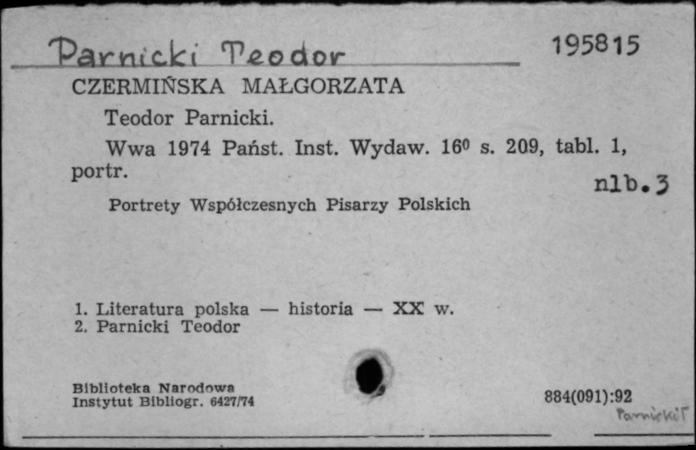 Parnicki Teodor 195815
CZERMIŃSKA MAŁGORZATA
Teodor Parnicki.
Wwa 1974 Państ. Inst. Wydaw. 16⁰ s. 209, tabl. 1,
portr.
nlb. 3
Portrety Współczesnych Pisarzy Polskich
1. Literatura polska — historia — XX w.
2. Parnicki Teodor
Biblioteka Narodowa
Instytut Bibliogr. 6427/74
884(091):92
Parnicki T